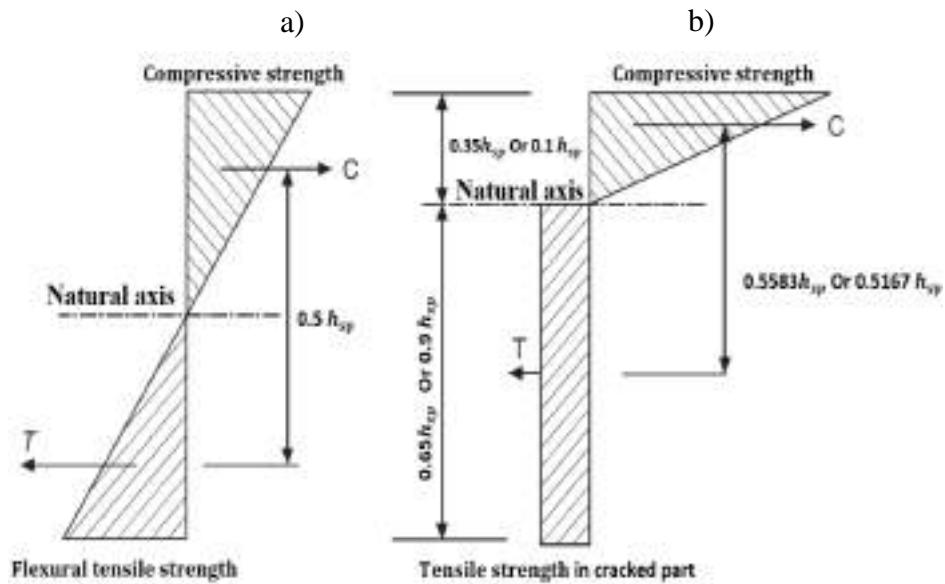 a)
b)
Compressive strength
Compressive strength
C
C
0.35h_sp Or 0.1 h_sp
Natural axis
Natural axis
0.5 h_sp
0.65h_sp Or 0.9 h_sp
0.5583h_sp Or 0.5167 h_sp
T
T
Flexural tensile strength
Tensile strength in cracked part